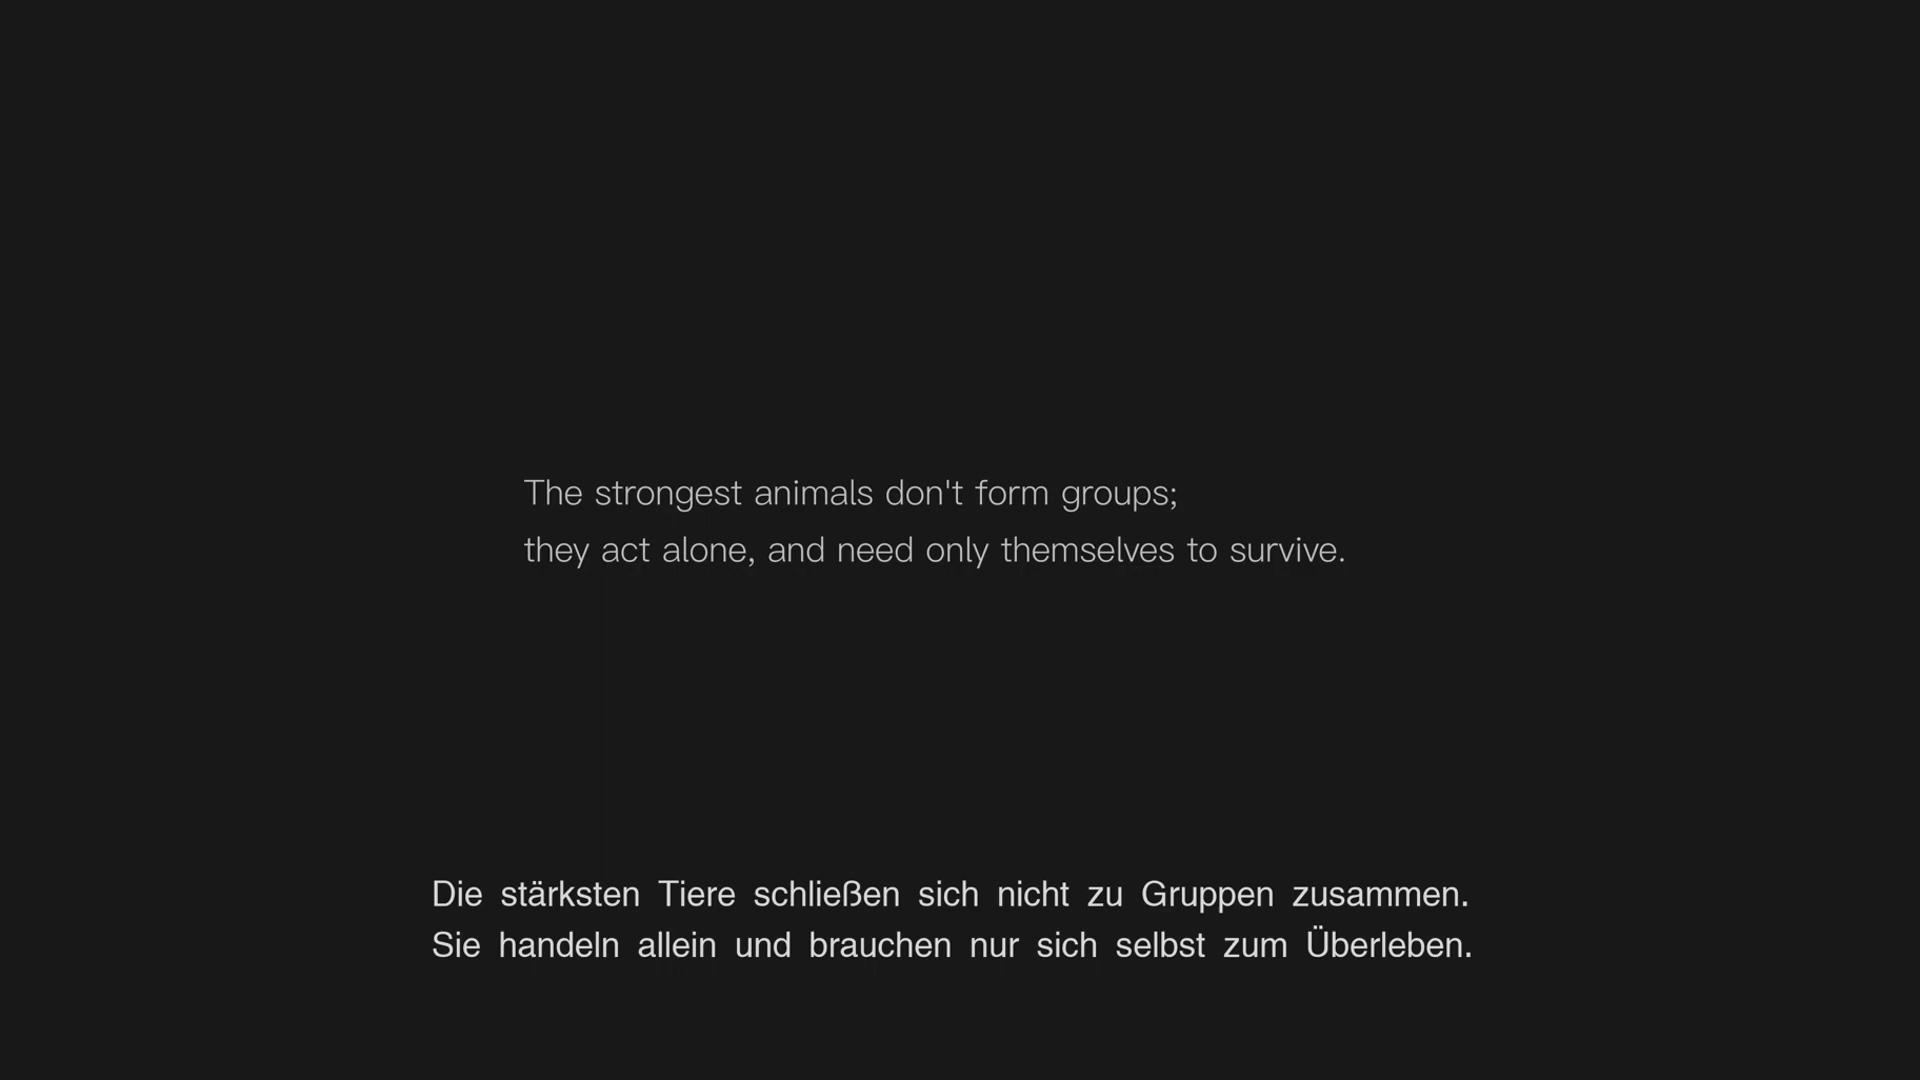 The strongest animals don't form groups;
they act alone, and need only themselves to survive.
Die stärksten Tiere schließen sich nicht zu Gruppen zusammen.
Sie handeln allein und brauchen nur sich selbst zum Überleben.